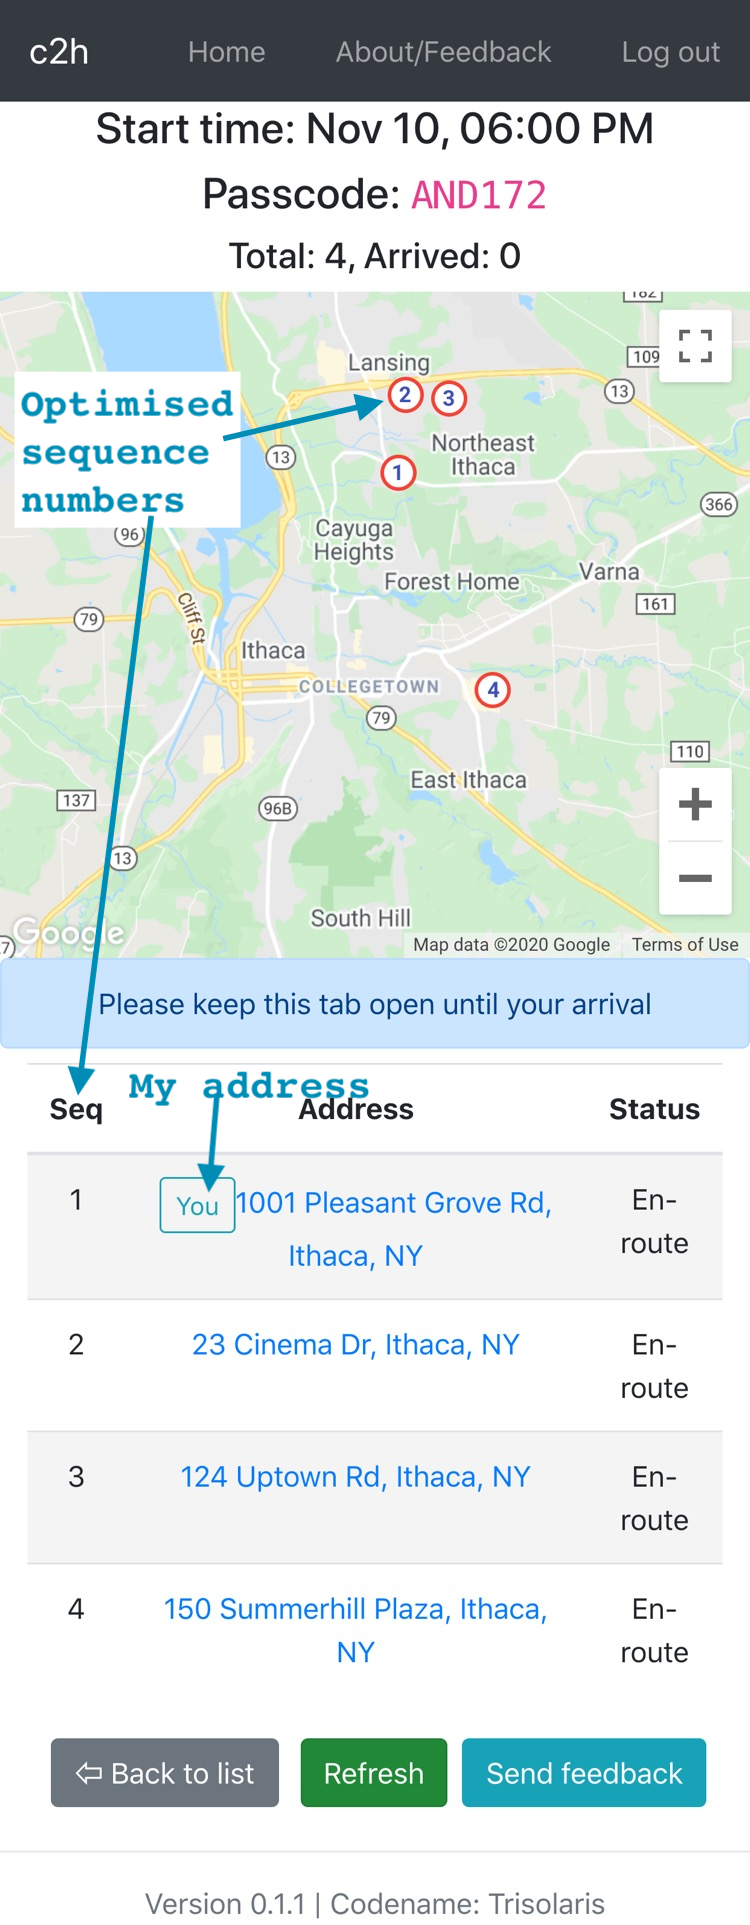 c2h Home About/Feedback Log out
Start time: Nov 10, 06:00 PM
Passcode: AND172
Total: 4, Arrived: 0
182
Lansing
109
13
2 3
Optimised
sequence
numbers
Northeast
Ithaca
13
1
366
96
Cayuga
Heights
Forest Home
Varna
161
79
Cliff St
Ithaca
COLLEGETOWN
4
79
110
East Ithaca
137
96B
13
South Hill
Google
7
Map data ©2020 Google Terms of Use
Please keep this tab open until your arrival
My address
Seq Address Status
1 You 1001 Pleasant Grove Rd, En-
Ithaca, NY route
2 23 Cinema Dr, Ithaca, NY En-
route
3 124 Uptown Rd, Ithaca, NY En-
route
4 150 Summerhill Plaza, Ithaca, En-
NY route
⇦ Back to list Refresh Send feedback
Version 0.1.1 | Codename: Trisolaris